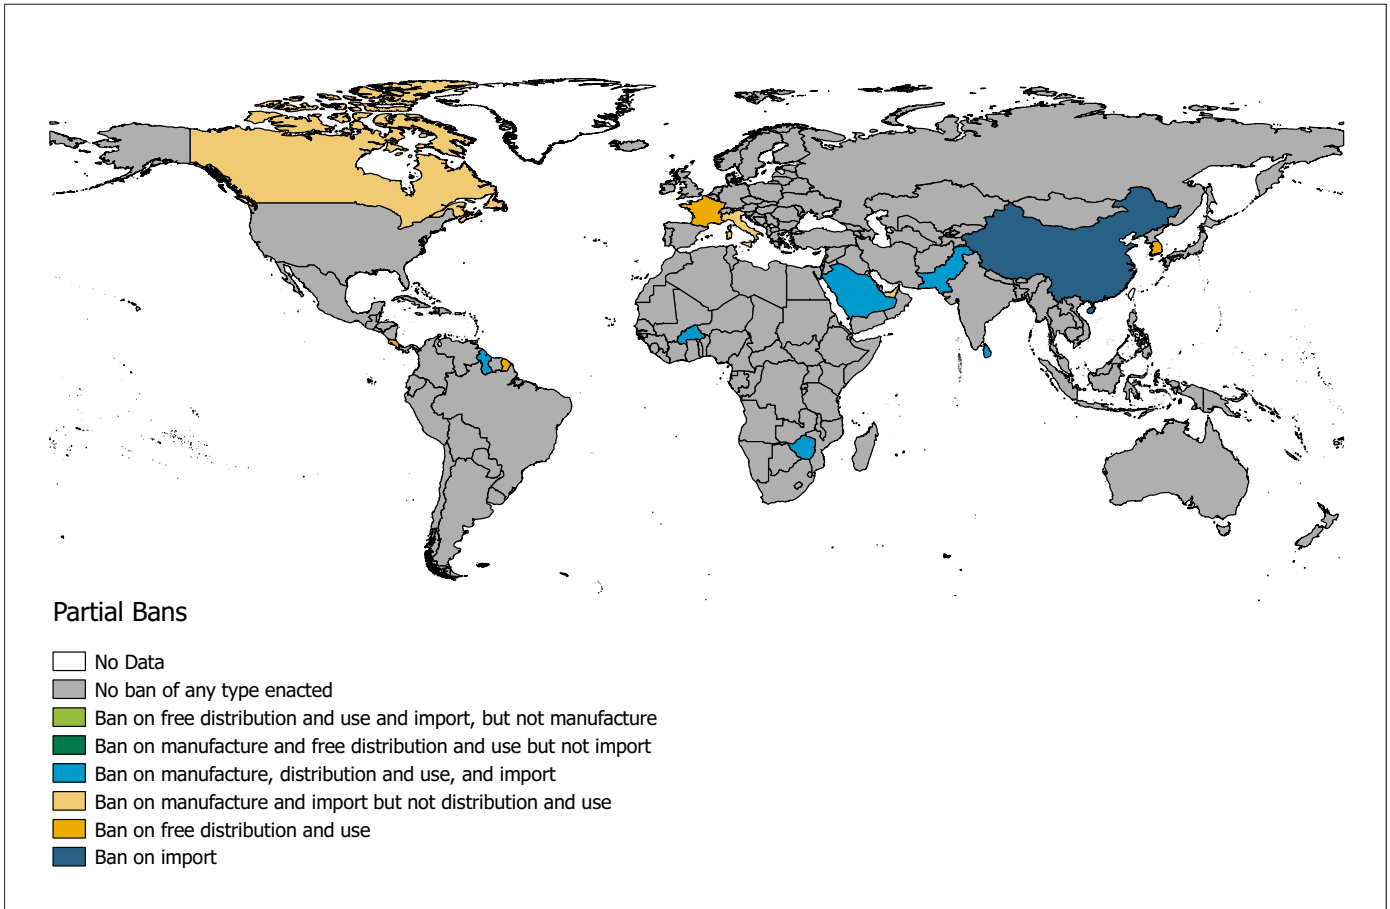 Partial Bans
No Data
No ban of any type enacted
Ban on free distribution and use and import, but not manufacture
Ban on manufacture and free distribution and use but not import
Ban on manufacture, distribution and use, and import
Ban on manufacture and import but not distribution and use
Ban on free distribution and use
Ban on import